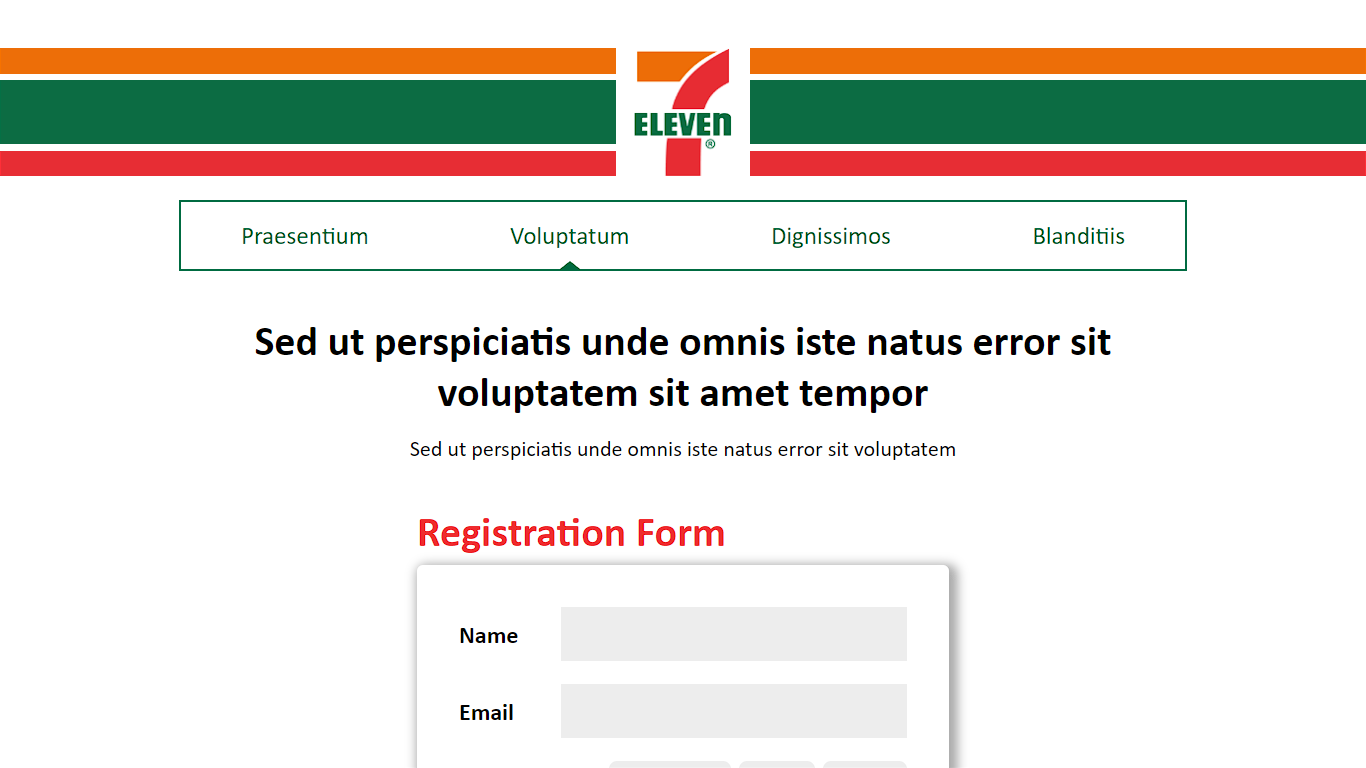 7
ELEVEN
®
Praesentium Voluptatum Dignissimos Blanditiis
Sed ut perspiciatis unde omnis iste natus error sit
voluptatem sit amet tempor
Sed ut perspiciatis unde omnis iste natus error sit voluptatem
Registration Form
Name
Email